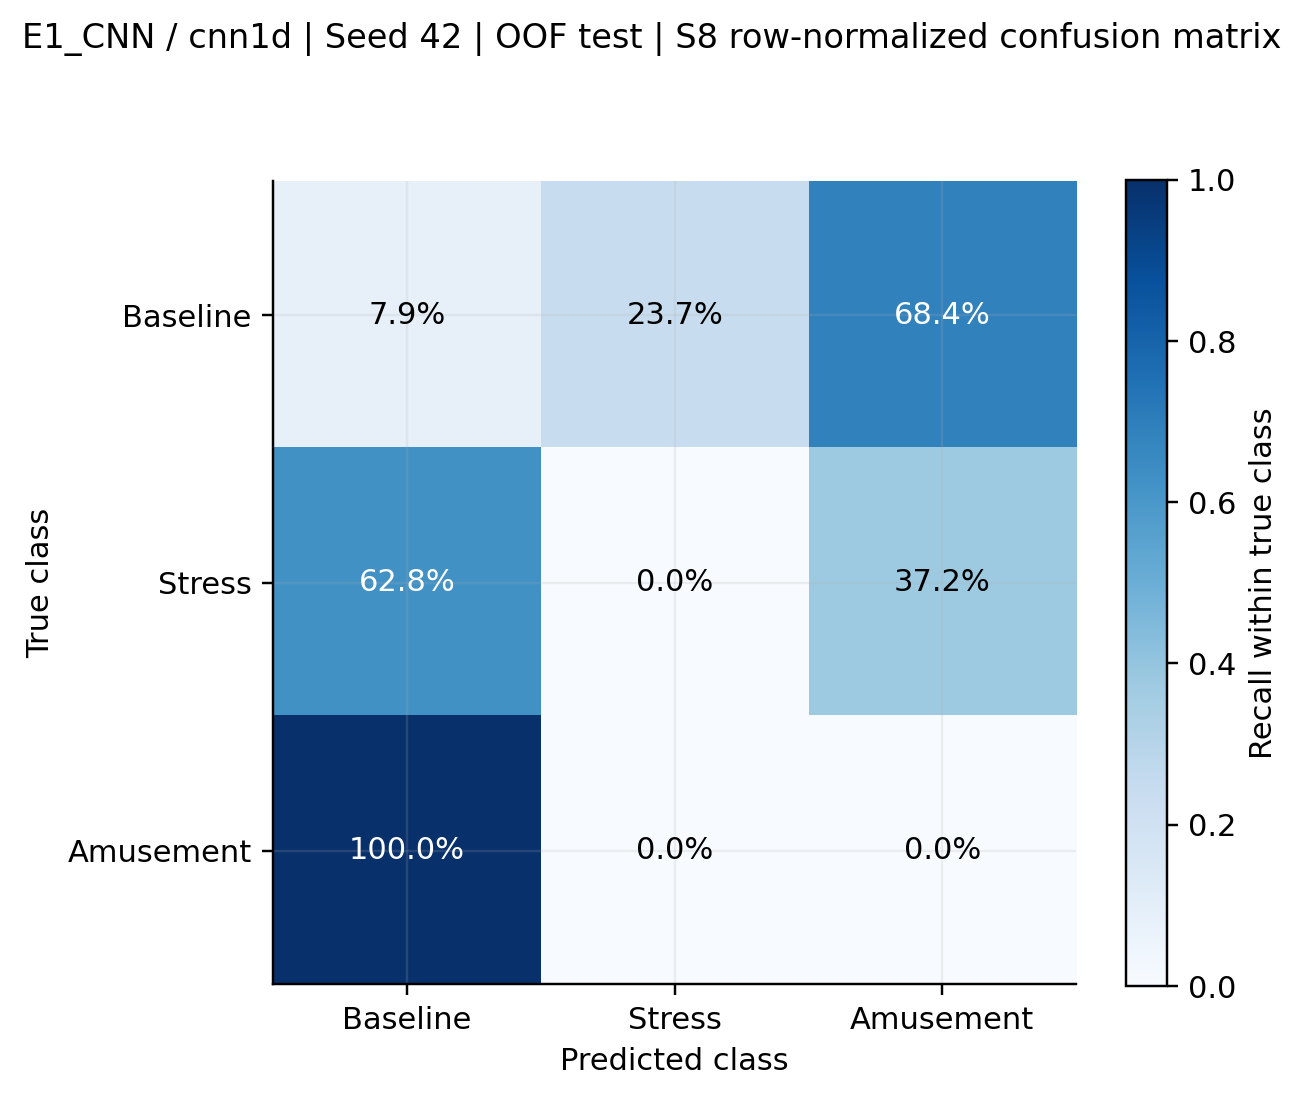 E1_CNN / cnn1d | Seed 42 | OOF test | S8 row-normalized confusion matrix
Baseline
7.9%
23.7%
68.4%
Stress
62.8%
0.0%
37.2%
Amusement
100.0%
0.0%
0.0%
Baseline
Stress
Amusement
Predicted class
True class
1.0
0.8
0.6
0.4
0.2
0.0
Recall within true class